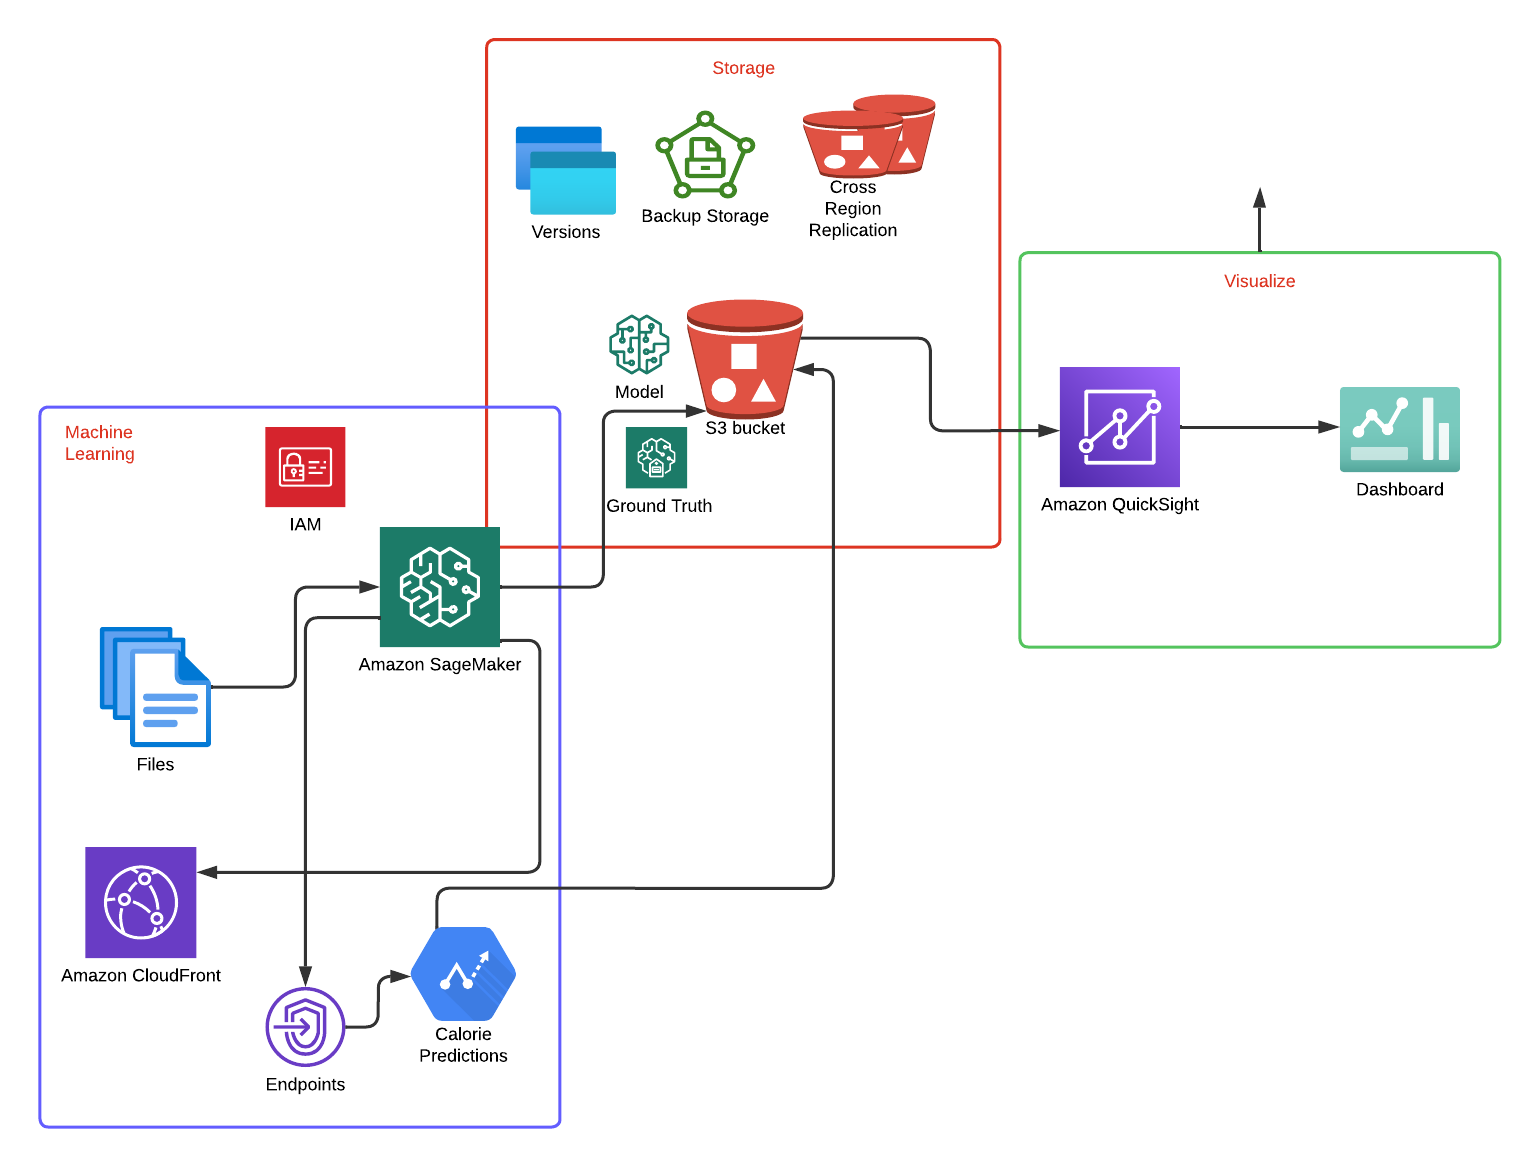 Storage
Versions
Backup Storage
Cross
Region
Replication
Visualize
Model
S3 bucket
Ground Truth
Amazon QuickSight
Dashboard
Machine
Learning
IAM
Amazon SageMaker
Files
Amazon CloudFront
Calorie
Predictions
Endpoints